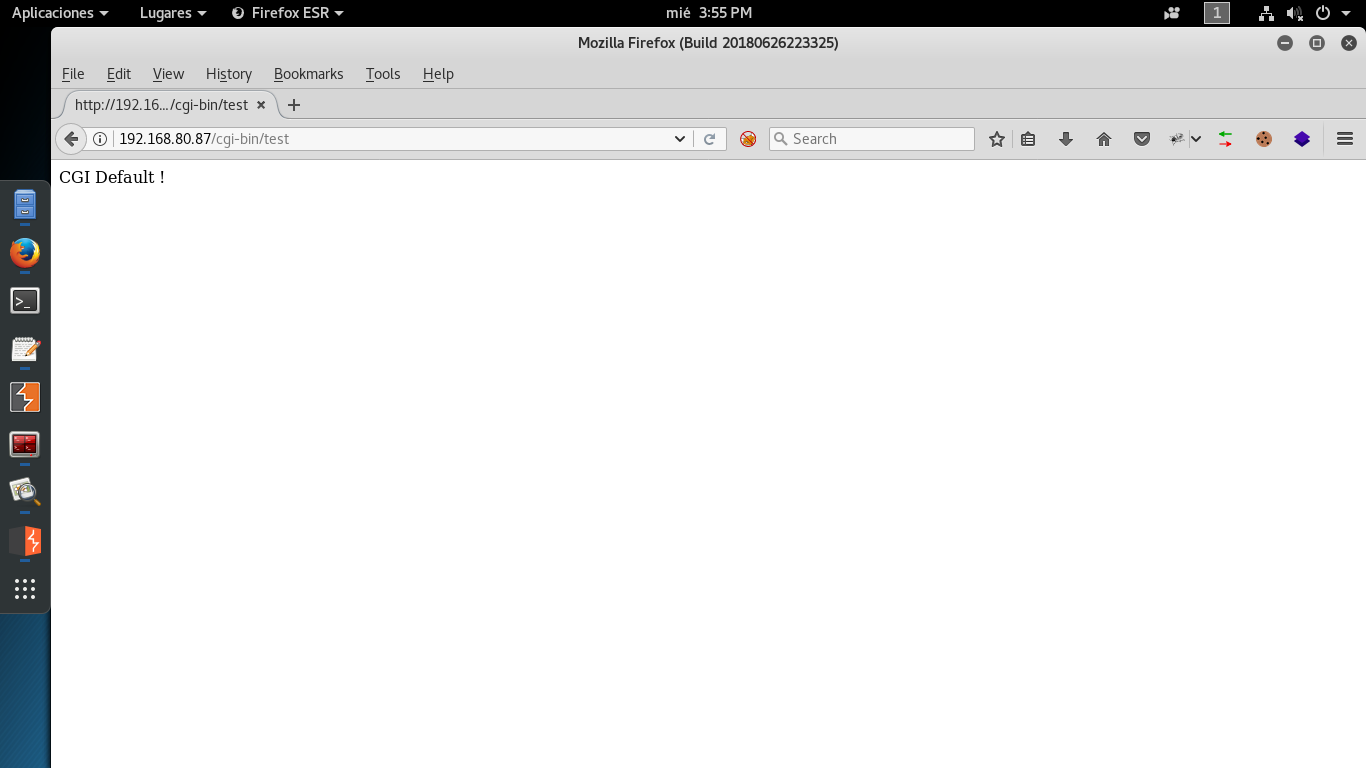 Aplicaciones Lugares Firefox ESR mié 3:55 PM 1
Mozilla Firefox (Build 20180626223325)
File Edit View History Bookmarks Tools Help
http://192.16…/cgi-bin/test
192.168.80.87/cgi-bin/test Search
CGI Default !